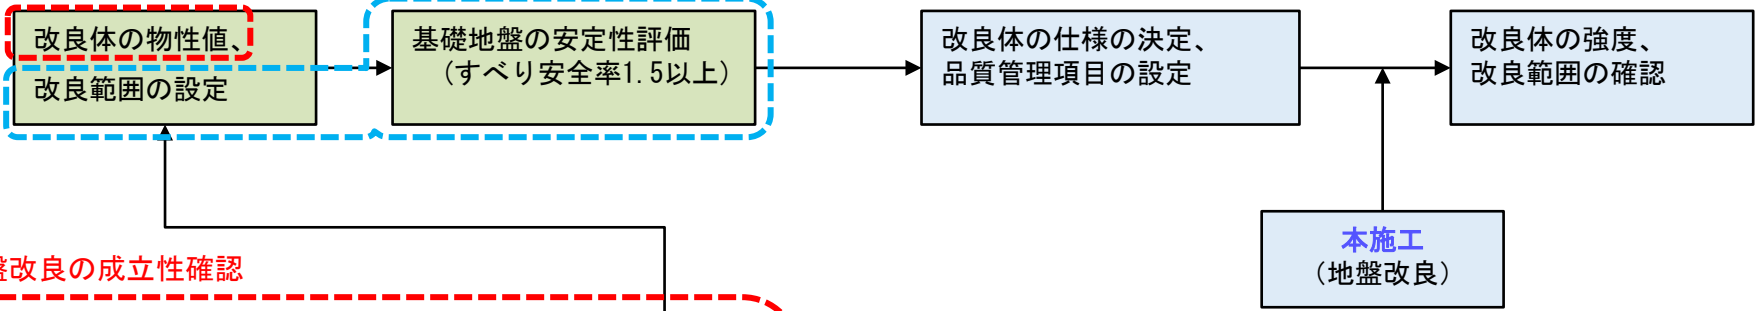 改良体の物性値、
改良範囲の設定
基礎地盤の安定性評価
（すべり安全率1.5以上）
改良体の仕様の決定、
品質管理項目の設定
改良体の強度、
改良範囲の確認
本施工
（地盤改良）
盤改良の成立性確認